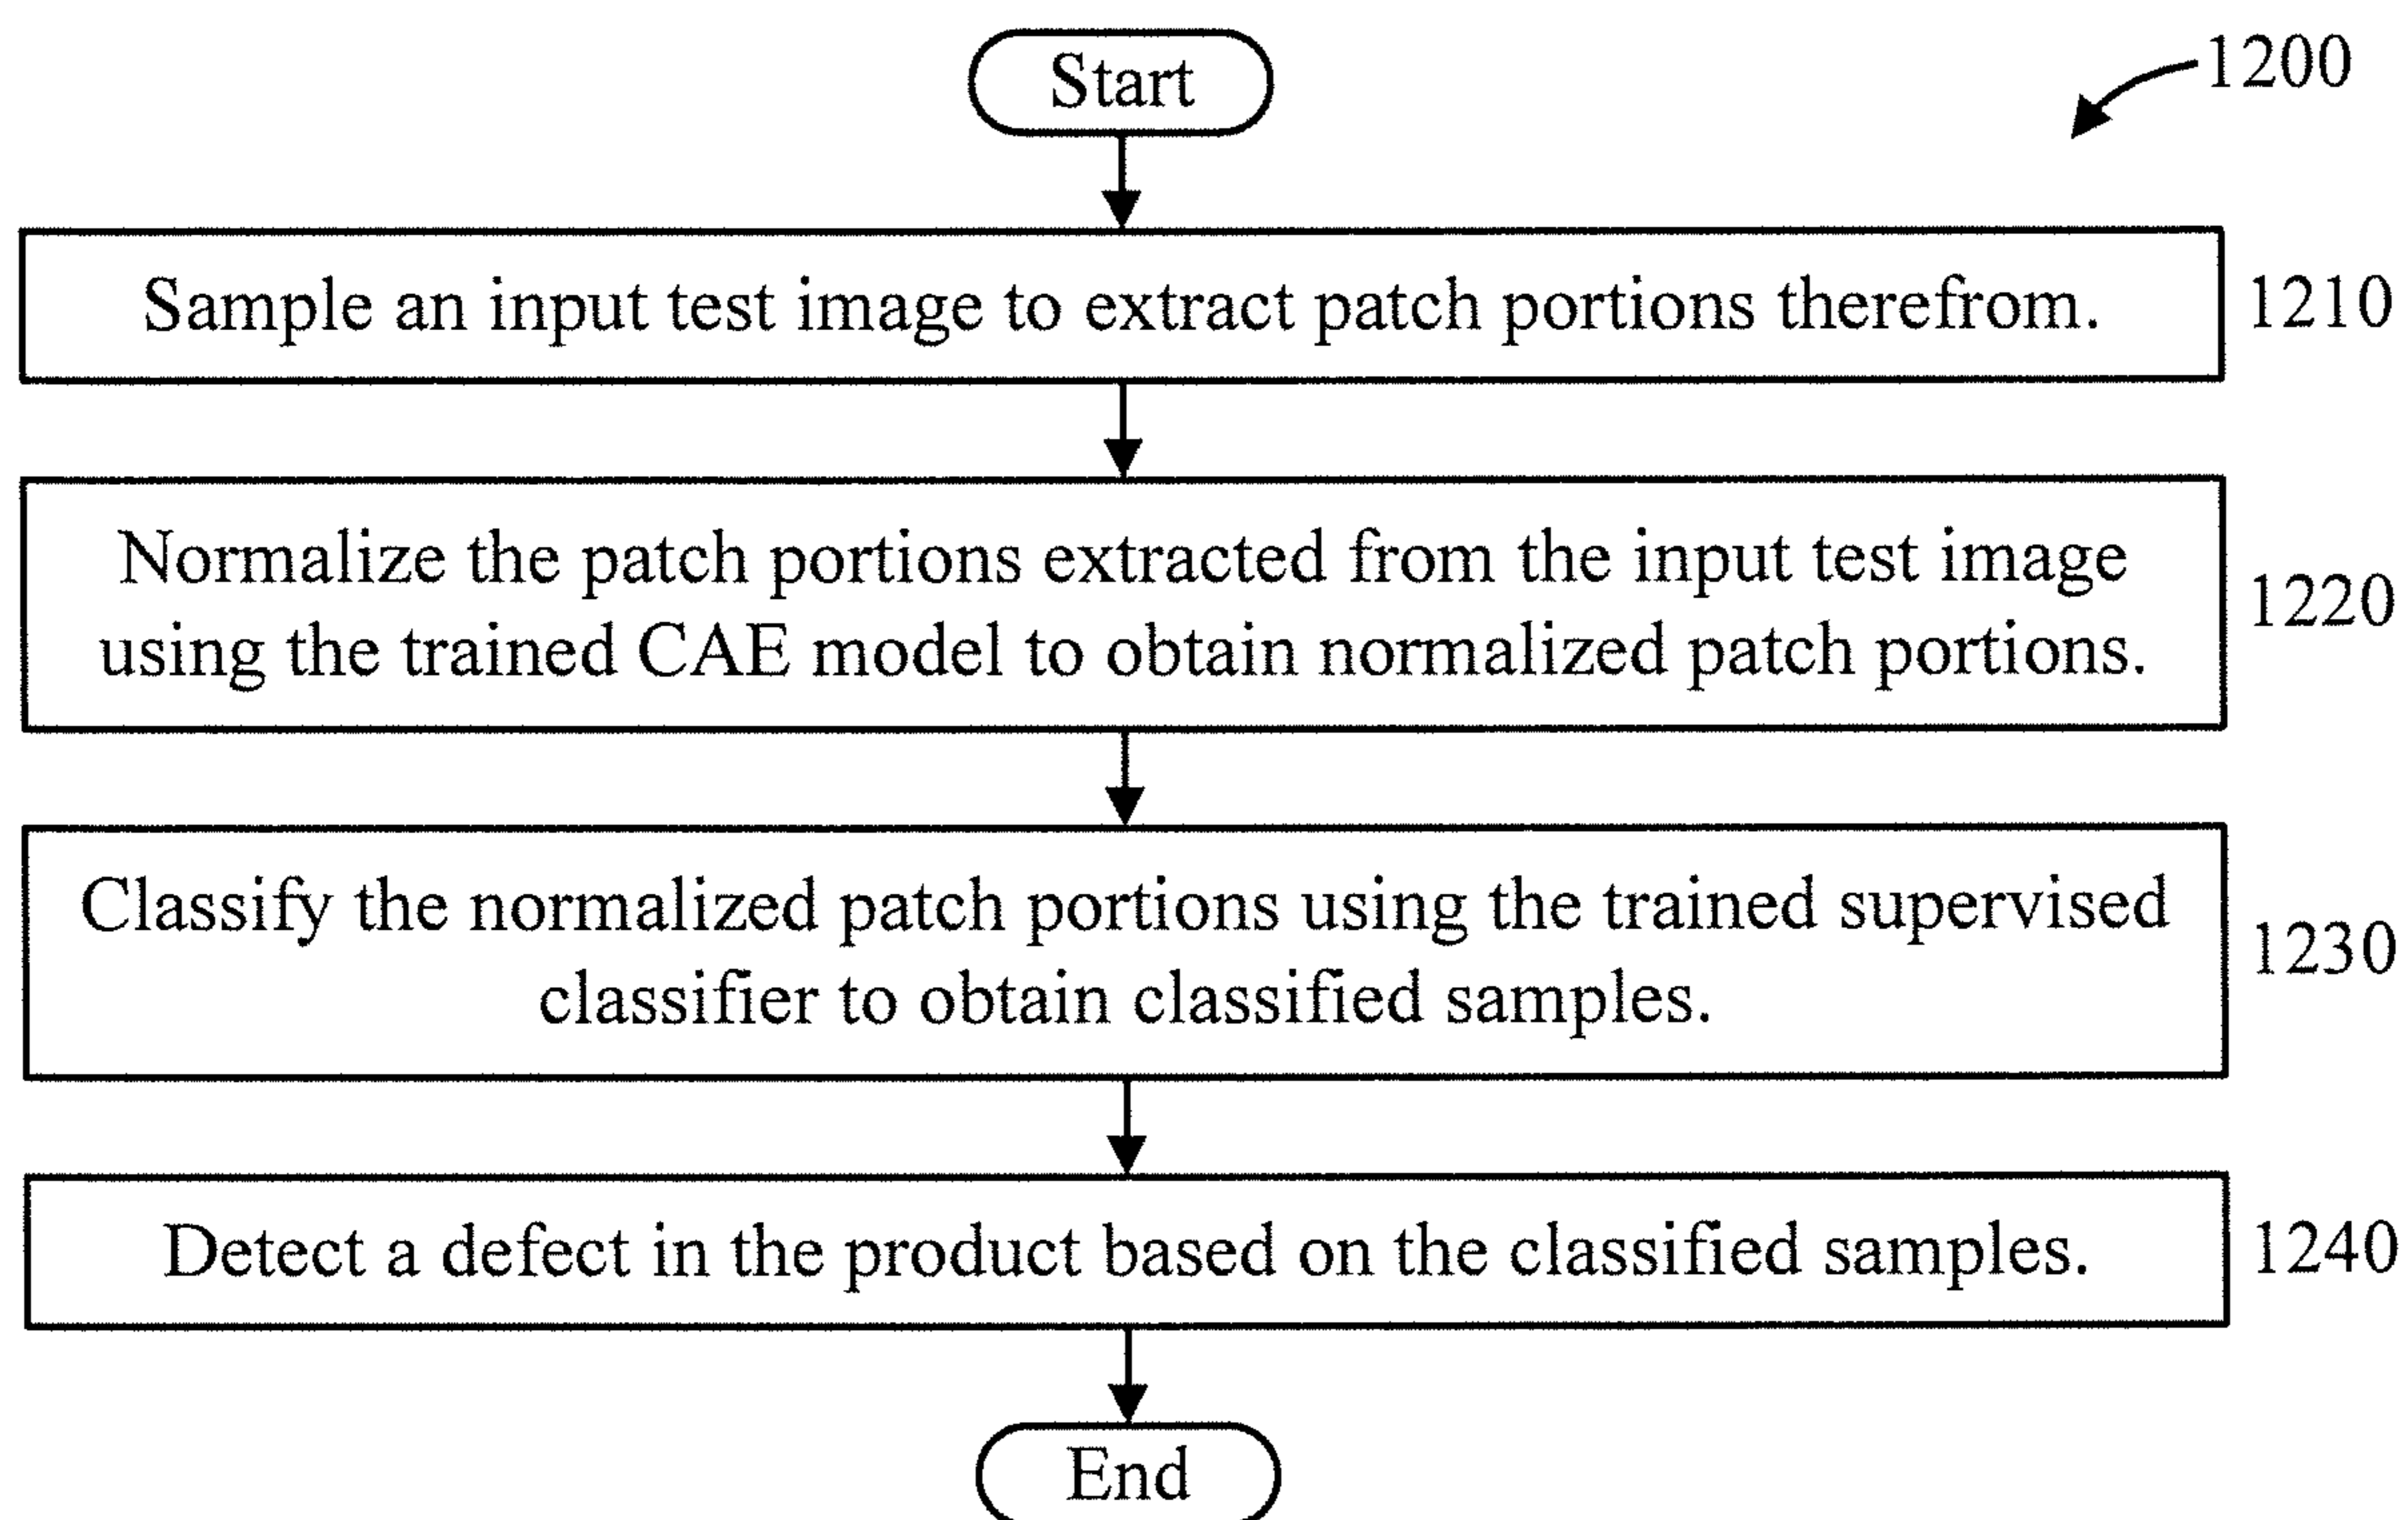 Start
1200
Sample an input test image to extract patch portions therefrom.
1210
Normalize the patch portions extracted from the input test image
using the trained CAE model to obtain normalized patch portions.
1220
Classify the normalized patch portions using the trained supervised
classifier to obtain classified samples.
1230
Detect a defect in the product based on the classified samples.
1240
End